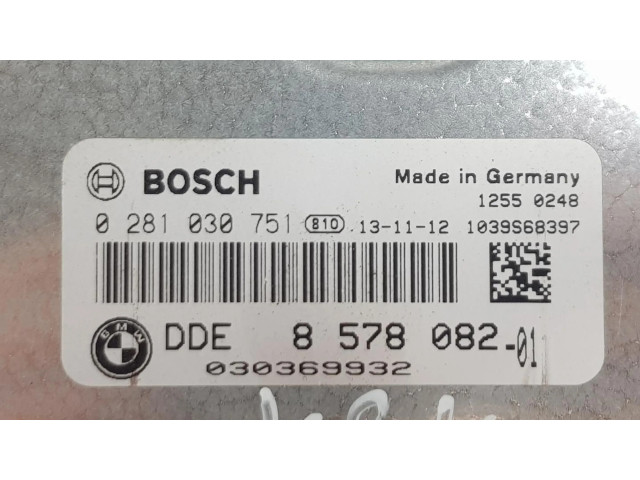 BOSCH Made in Germany
1255 0248
0 281 030 751 810 13-11-12 1039S68397
BMW DDE 8 578 082-01
030369932